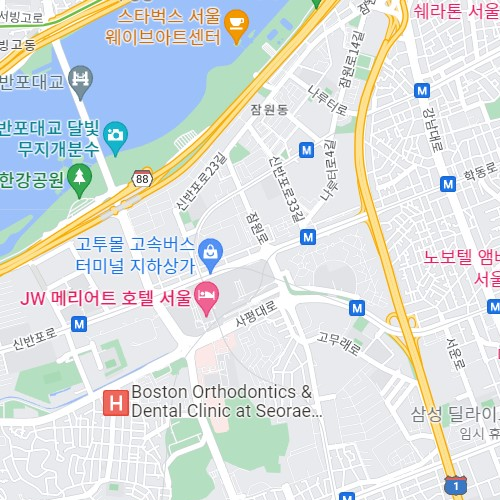 스타벅스 서울
웨이브아트센터
쉐라톤 서울
서빙고로
서빙고동
잠원로14길
반포대교
나루터로
잠원동
M
강남대로
반포대교 달빛
무지개분수
M
한강공원
88
신반포로23길
신반포로33길
나루터로4길
M
학동로
잠원로
M
고투몰 고속버스
터미널 지하상가
노보텔 앰배
서울
JW 메리어트 호텔 서울
M
사평대로
M
신반포로
고무래로
서운로
H
Boston Orthodontics &
Dental Clinic at Seorae...
삼성 딜라이
임시 휴
1
M